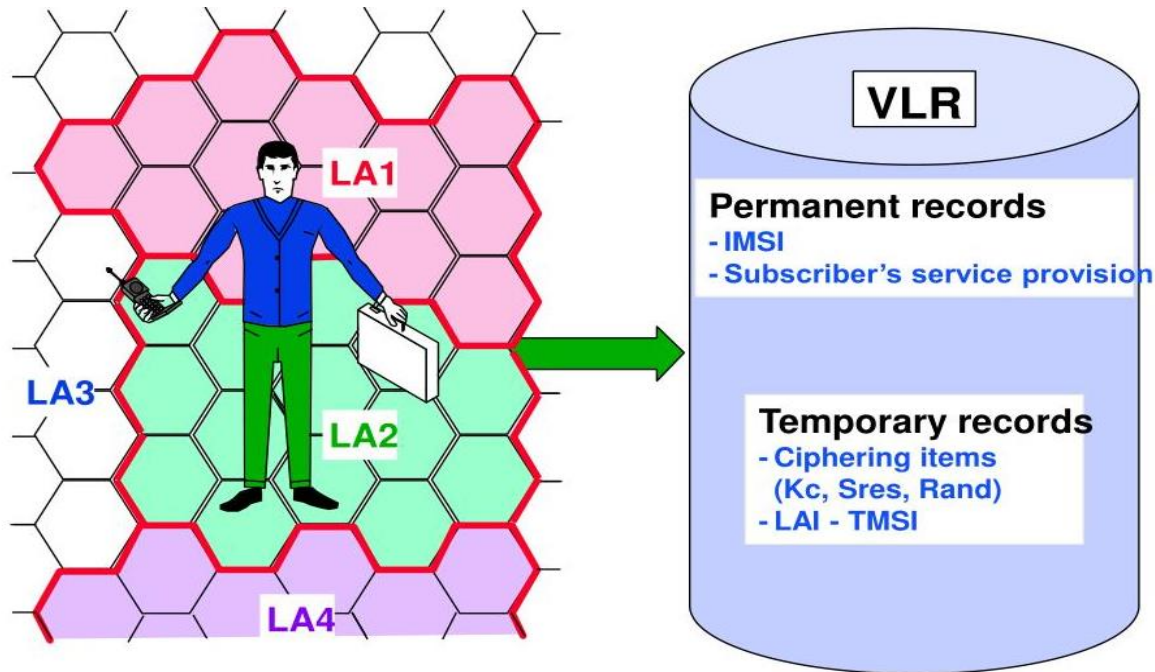 LA1
LA3
LA2
LA4
VLR
Permanent records
- IMSI
- Subscriber's service provision
Temporary records
- Ciphering items
(Kc, Sres, Rand)
- LAI - TMSI